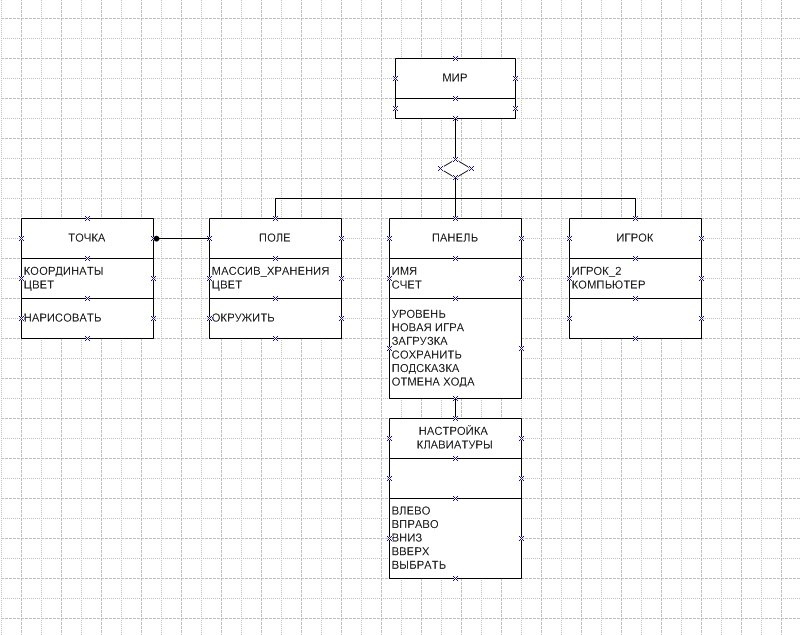 МИР
ТОЧКА
КООРДИНАТЫ
ЦВЕТ
НАРИСОВАТЬ
ПОЛЕ
МАССИВ_ХРАНЕНИЯ
ЦВЕТ
ОКРУЖИТЬ
ПАНЕЛЬ
ИМЯ
СЧЕТ
УРОВЕНЬ
НОВАЯ ИГРА
ЗАГРУЗКА
СОХРАНИТЬ
ПОДСКАЗКА
ОТМЕНА ХОДА
ИГРОК
ИГРОК_2
КОМПЬЮТЕР
НАСТРОЙКА
КЛАВИАТУРЫ
ВЛЕВО
ВПРАВО
ВНИЗ
ВВЕРХ
ВЫБРАТЬ